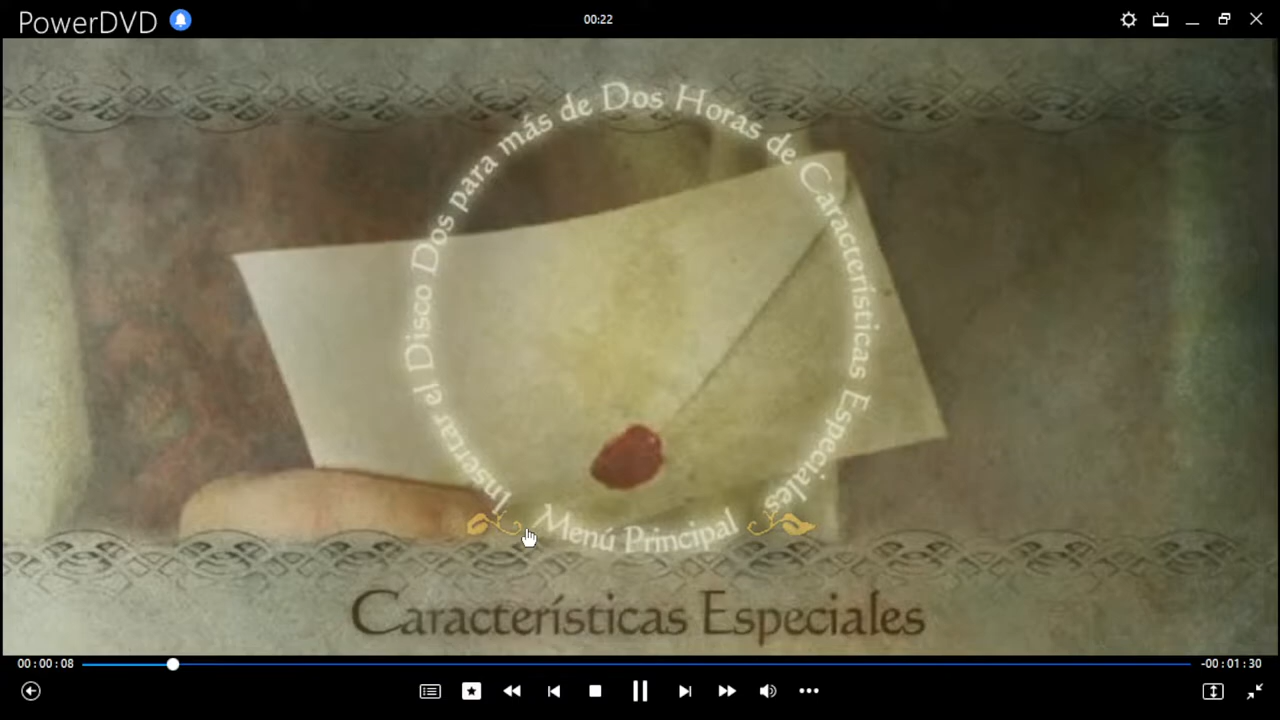 PowerDVD
00:22
Insertar el Disco Dos para más de Dos Horas de Características Especiales
Menú Principal
Características Especiales
00:00:08
-00:01:30